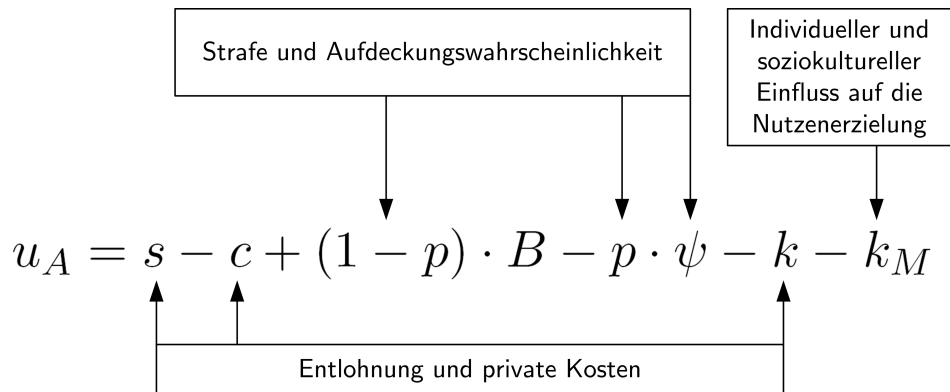 Strafe und Aufdeckungswahrscheinlichkeit
Individueller und
soziokultureller
Einfluss auf die
Nutzenerzielung
u_A = s − c + (1 − p) · B − p · ψ − k − k_M
Entlohnung und private Kosten